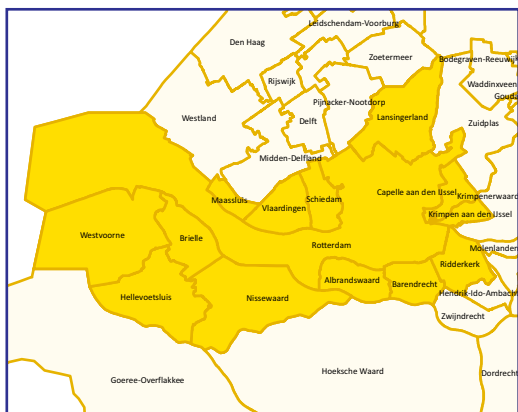 Leidschendam-Voorburg
Den Haag
Zoetermeer
Bodegraven-Reeuwijk
Rijswijk
Waddinxveen
Gouda
Pijnacker-Nootdorp
Westland
Delft
Lansingerland
Zuidplas
Midden-Delfland
Maassluis
Schiedam
Capelle aan den IJssel
Krimpenerwaard
Vlaardingen
Krimpen aan den IJssel
Westvoorne
Brielle
Rotterdam
Molenlanden
Ridderkerk
Albrandswaard
Barendrecht
Hellevoetsluis
Nissewaard
Hendrik-Ido-Ambacht
Zwijndrecht
Hoeksche Waard
Goeree-Overflakkee
Dordrecht